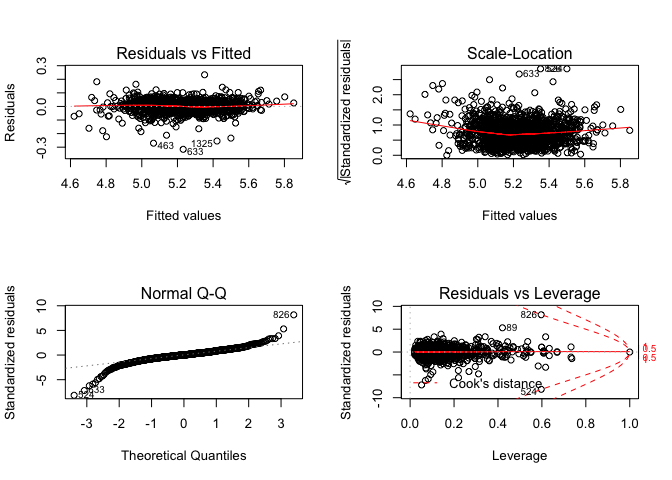 Residuals vs Fitted
Residuals
0.3
0.0
-0.3
463
1325
633
4.6 4.8 5.0 5.2 5.4 5.6 5.8
Fitted values
Scale-Location
√|Standardized residuals|
2.0
1.0
0.0
633
4.6 4.8 5.0 5.2 5.4 5.6 5.8
Fitted values
Normal Q-Q
Standardized residuals
10
5
0
-5
826
633
524
-3 -2 -1 0 1 2 3
Theoretical Quantiles
Residuals vs Leverage
Standardized residuals
10
5
0
-10
826
89
524
Cook's distance
0.5
0.5
0.0 0.2 0.4 0.6 0.8 1.0
Leverage